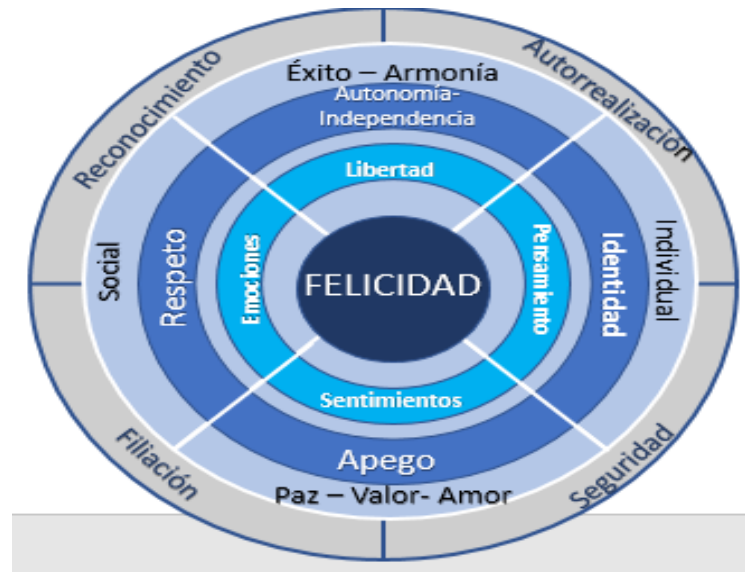 Reconocimiento
Autorrealización
Éxito – Armonía
Autonomía-
Independencia
Libertad
Social
Respeto
Emociones
FELICIDAD
Pensamiento
Identidad
Individual
Sentimientos
Apego
Paz – Valor- Amor
Filiación
Seguridad